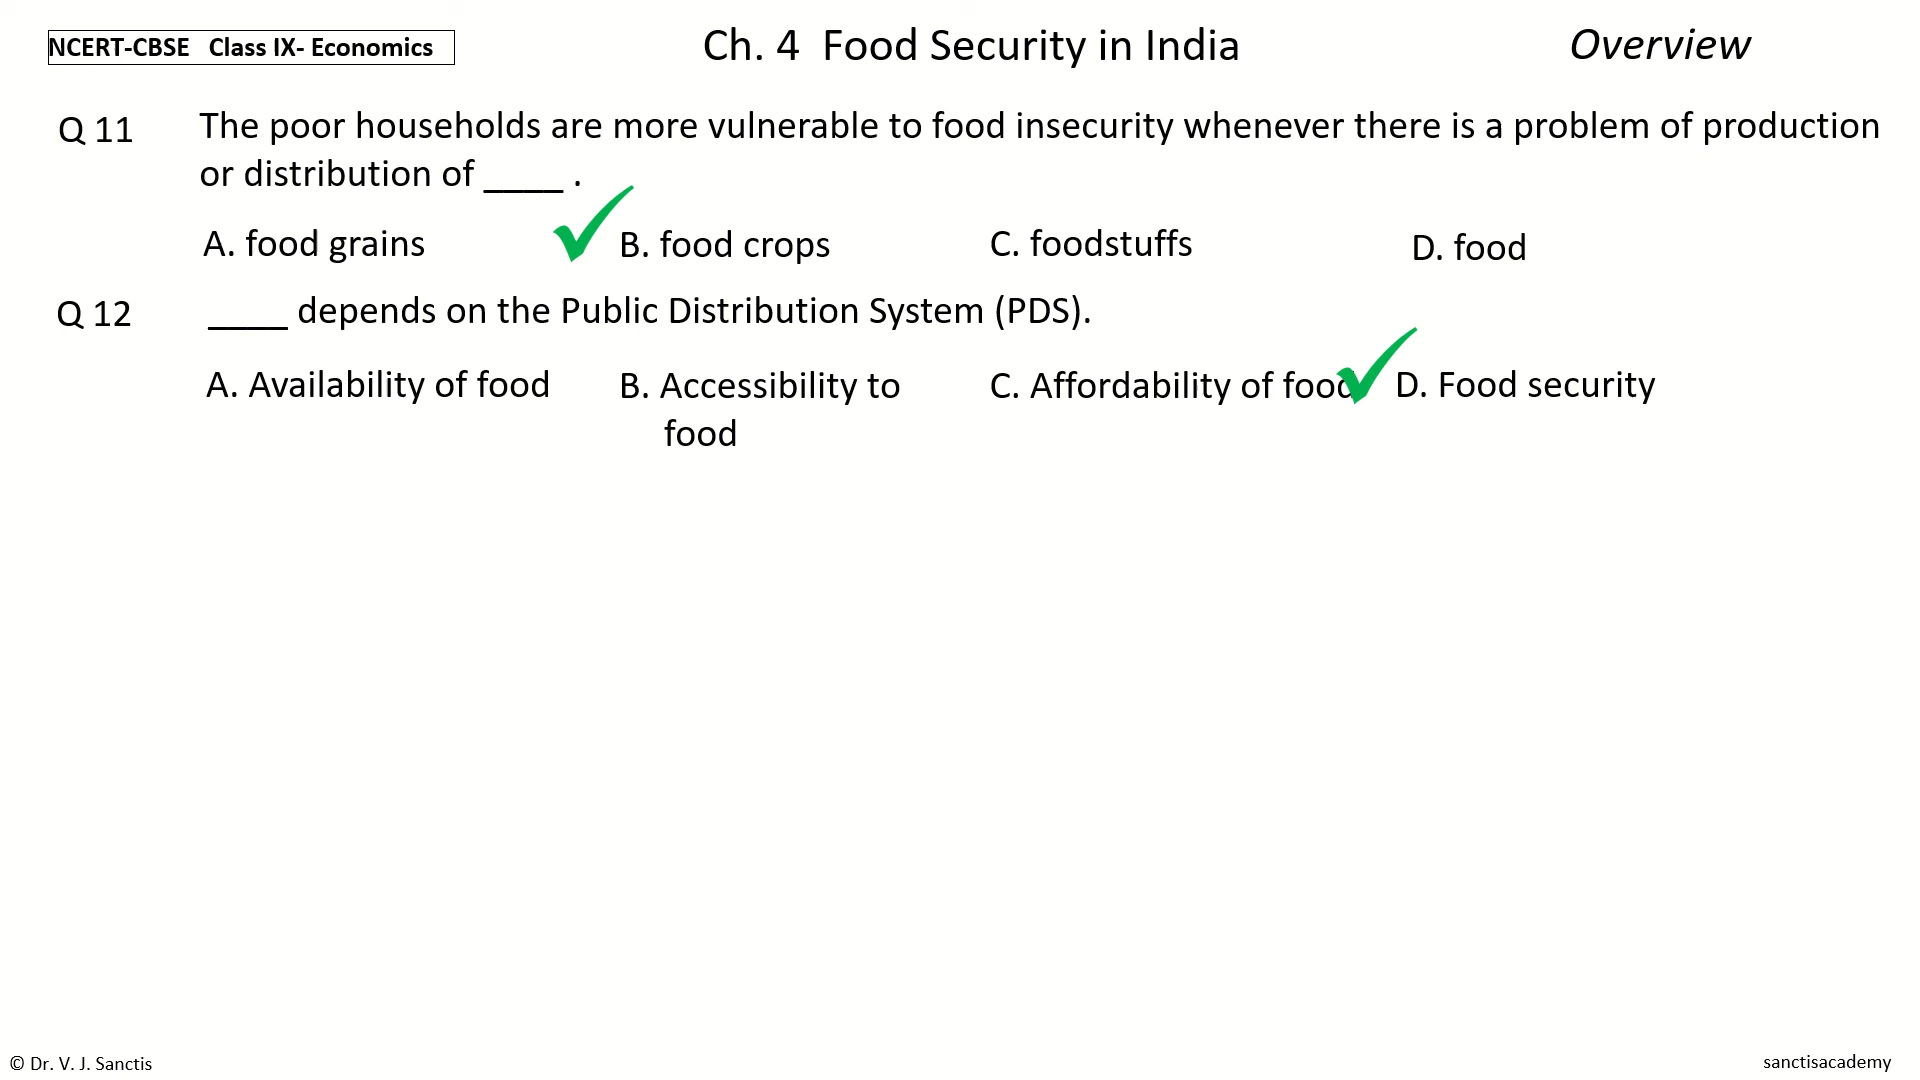 NCERT-CBSE Class IX- Economics
Ch. 4 Food Security in India
Overview
Q 11
The poor households are more vulnerable to food insecurity whenever there is a problem of production
or distribution of ____ .
A. food grains
B. food crops
C. foodstuffs
D. food
Q 12
____ depends on the Public Distribution System (PDS).
A. Availability of food
B. Accessibility to
food
C. Affordability of food
D. Food security
© Dr. V. J. Sanctis
sanctisacademy